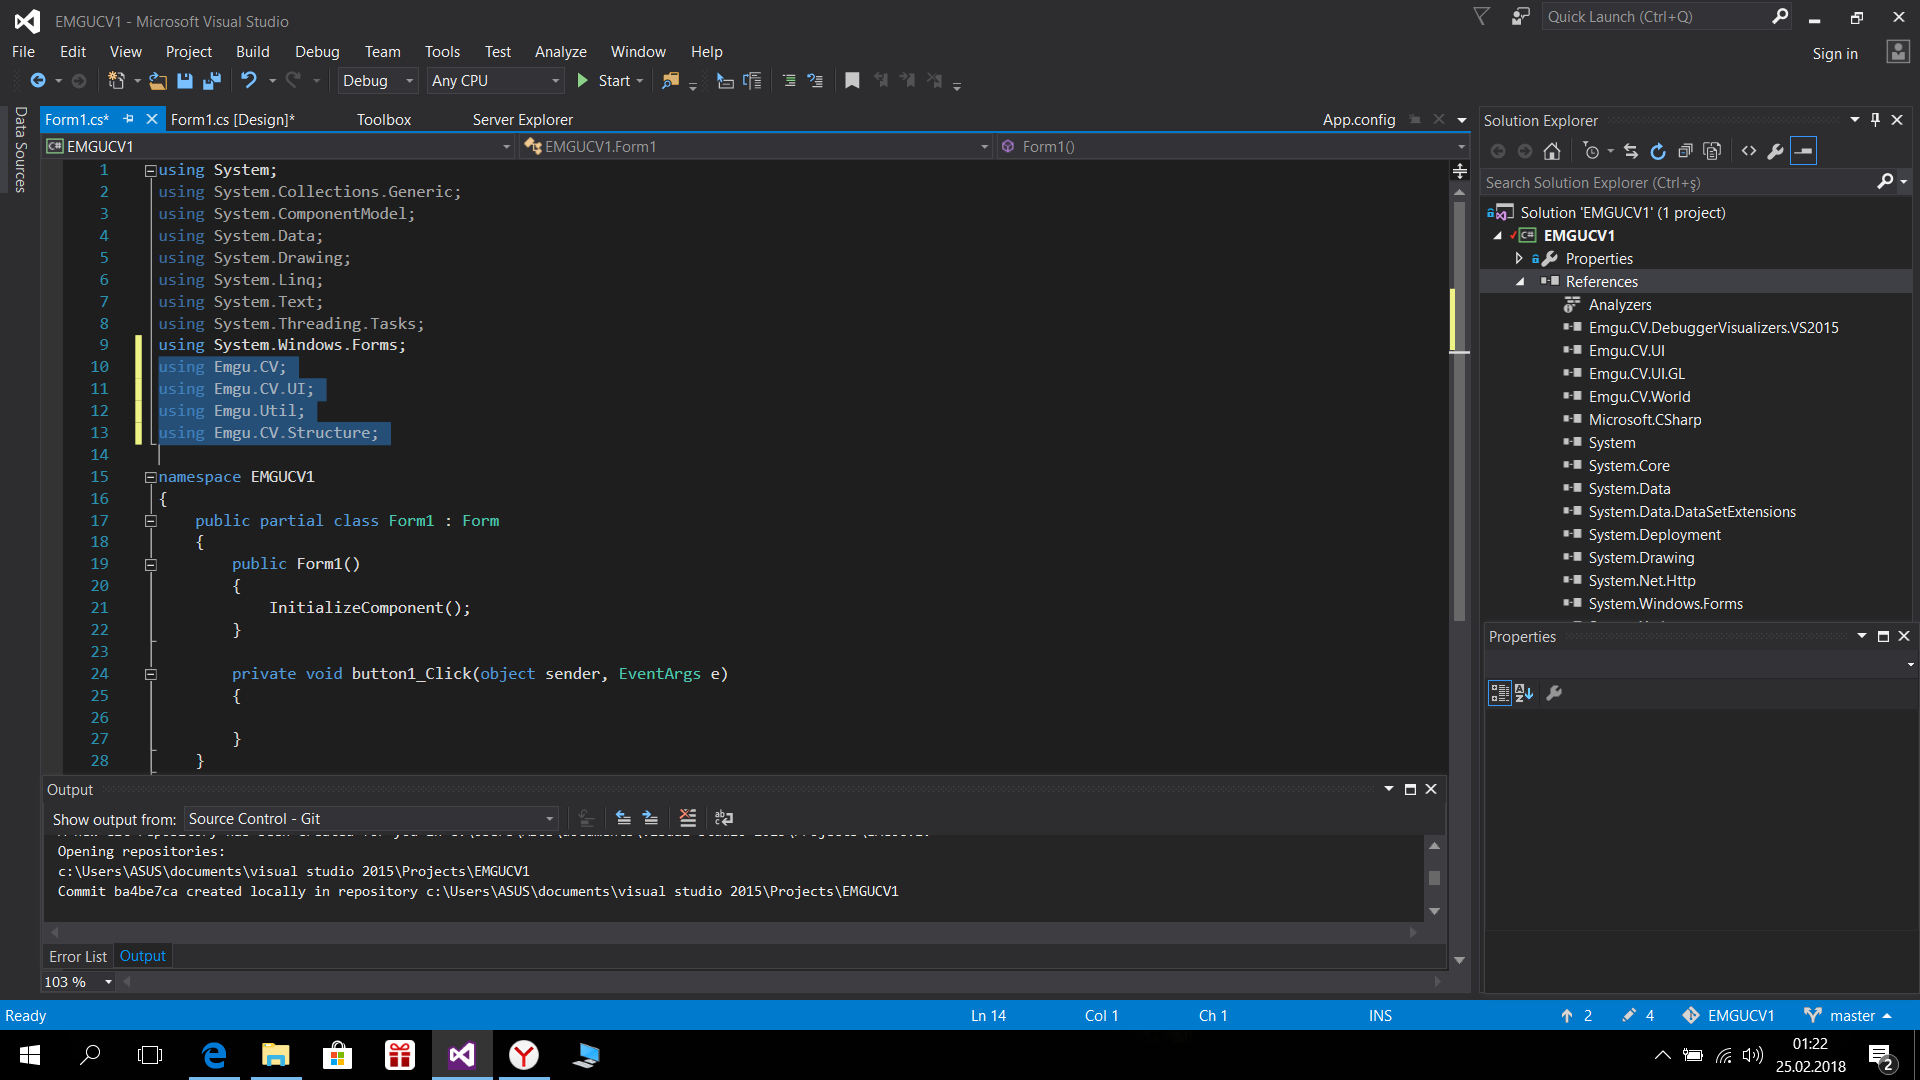 EMGUCV1 - Microsoft Visual Studio
Quick Launch (Ctrl+Q)
File Edit View Project Build Debug Team Tools Test Analyze Window Help
Sign in
Debug Any CPU Start
Data Sources
Form1.cs* Form1.cs [Design]* Toolbox Server Explorer App.config
C# EMGUCV1 EMGUCV1.Form1 Form1()
1 using System;
2 using System.Collections.Generic;
3 using System.ComponentModel;
4 using System.Data;
5 using System.Drawing;
6 using System.Linq;
7 using System.Text;
8 using System.Threading.Tasks;
9 using System.Windows.Forms;
10 using Emgu.CV;
11 using Emgu.CV.UI;
12 using Emgu.Util;
13 using Emgu.CV.Structure;
14
15 namespace EMGUCV1
16 {
17 public partial class Form1 : Form
18 {
19 public Form1()
20 {
21 InitializeComponent();
22 }
23
24 private void button1_Click(object sender, EventArgs e)
25 {
26
27 }
28 }
Output
Show output from: Source Control - Git
Opening repositories:
c:\Users\ASUS\documents\visual studio 2015\Projects\EMGUCV1
Commit ba4be7ca created locally in repository c:\Users\ASUS\documents\visual studio 2015\Projects\EMGUCV1
Error List Output
103 %
Solution Explorer
Search Solution Explorer (Ctrl+ş)
Solution 'EMGUCV1' (1 project)
C# EMGUCV1
Properties
References
Analyzers
Emgu.CV.DebuggerVisualizers.VS2015
Emgu.CV.UI
Emgu.CV.UI.GL
Emgu.CV.World
Microsoft.CSharp
System
System.Core
System.Data
System.Data.DataSetExtensions
System.Deployment
System.Drawing
System.Net.Http
System.Windows.Forms
Properties
Ready Ln 14 Col 1 Ch 1 INS 2 4 EMGUCV1 master
01:22
25.02.2018
2